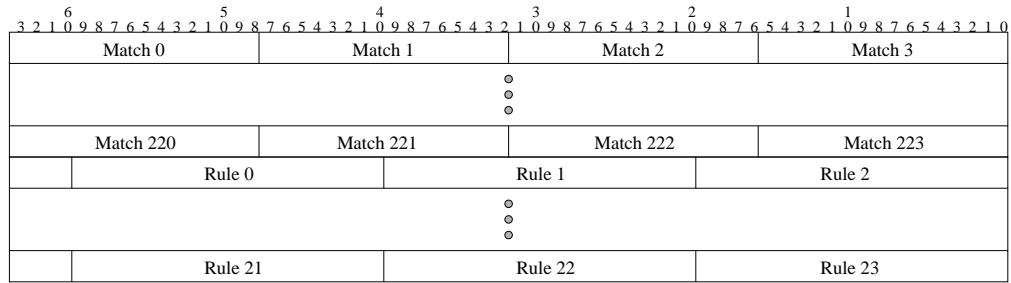 6 5 4 3 2 1
3 2 1 0 9 8 7 6 5 4 3 2 1 0 9 8 7 6 5 4 3 2 1 0 9 8 7 6 5 4 3 2 1 0 9 8 7 6 5 4 3 2 1 0 9 8 7 6 5 4 3 2 1 0 9 8 7 6 5 4 3 2 1 0
Match 0 Match 1 Match 2 Match 3
Match 220 Match 221 Match 222 Match 223
Rule 0 Rule 1 Rule 2
Rule 21 Rule 22 Rule 23